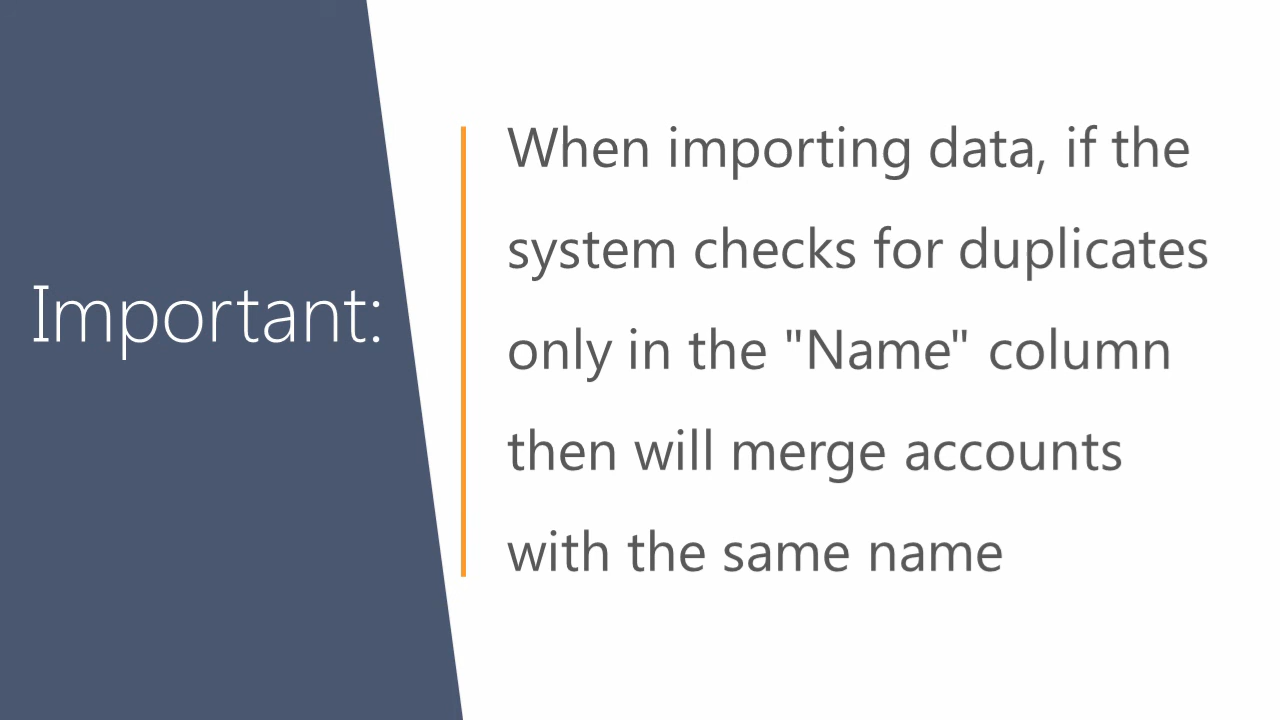 Important:
When importing data, if the
system checks for duplicates
only in the "Name" column
then will merge accounts
with the same name